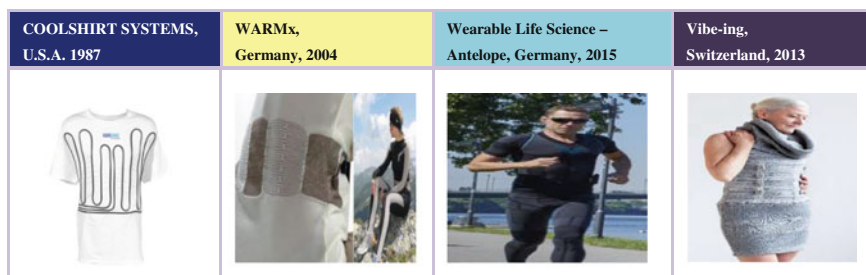 COOLSHIRT SYSTEMS,
U.S.A. 1987
WARMx,
Germany, 2004
Wearable Life Science –
Antelope, Germany, 2015
Vibe-ing,
Switzerland, 2013